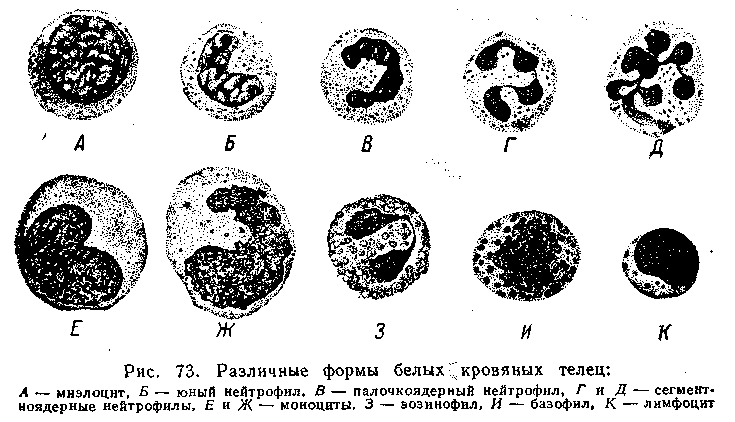 А Б В Г Д
Е Ж З И К
Рис. 73. Различные формы белых кровяных телец:
А — миэлоцит, Б — юный нейтрофил, В — палочкоядерный нейтрофил, Г и Д — сегмент-
ноядерные нейтрофилы, Е и Ж — моноциты, З — эозинофил, И — базофил, К — лимфоцит